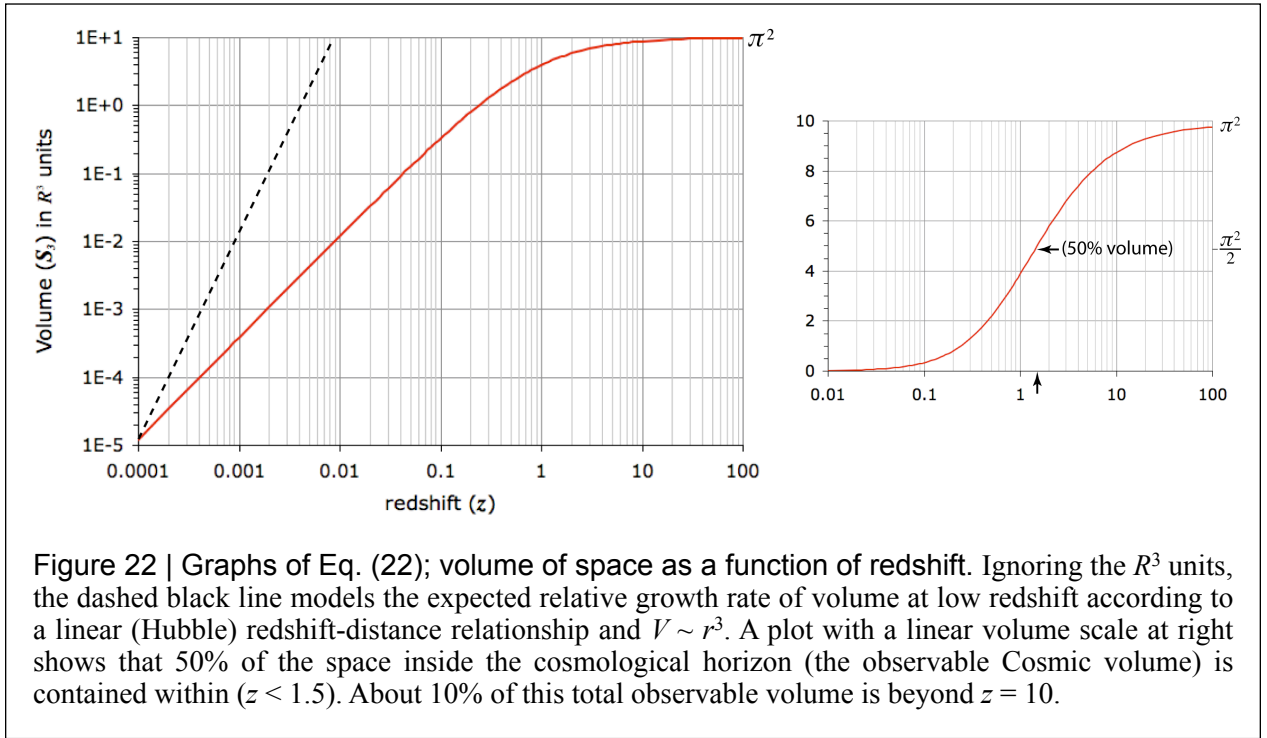 1E+1
1E+0
1E-1
1E-2
1E-3
1E-4
1E-5
Volume (S₃) in R³ units
0.0001 0.001 0.01 0.1 1 10 100
redshift (z)
π²
10
8
6
4
2
0
0.01 0.1 1 10 100
(50% volume)
π²
π²/2
Figure 22 | Graphs of Eq. (22); volume of space as a function of redshift. Ignoring the R³ units,
the dashed black line models the expected relative growth rate of volume at low redshift according to
a linear (Hubble) redshift-distance relationship and V ~ r³. A plot with a linear volume scale at right
shows that 50% of the space inside the cosmological horizon (the observable Cosmic volume) is
contained within (z < 1.5). About 10% of this total observable volume is beyond z = 10.